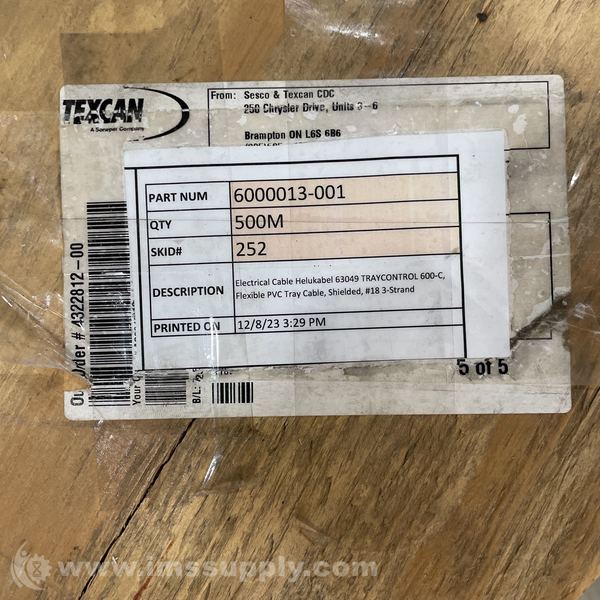 TEXCAN
A Sonepar Company
From: Sesco & Texcan CDC
250 Chrysler Drive, Units 3-6
Brampton ON L6S 6B6
PART NUM 6000013-001
QTY 500M
SKID# 252
DESCRIPTION Electrical Cable Helukabel 63049 TRAYCONTROL 600-C,
Flexible PVC Tray Cable, Shielded, #18 3-Strand
PRINTED ON 12/8/23 3:29 PM
5 of 5
Our Order # 4322812-00
Your
B/L:
www.imssupply.com